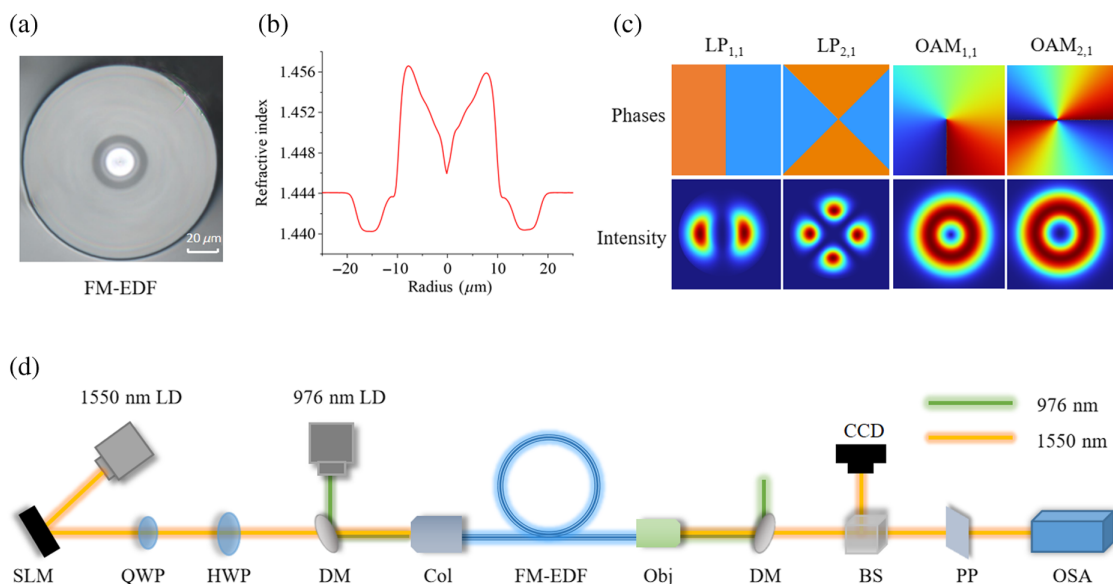 (a)
20 μm
FM-EDF
(b)
Refractive index
1.456
1.452
1.448
1.444
1.440
−20
−10
0
10
20
Radius (μm)
(c)
LP1,1
LP2,1
OAM1,1
OAM2,1
Phases
Intensity
(d)
1550 nm LD
976 nm LD
CCD
976 nm
1550 nm
SLM
QWP
HWP
DM
Col
FM-EDF
Obj
DM
BS
PP
OSA